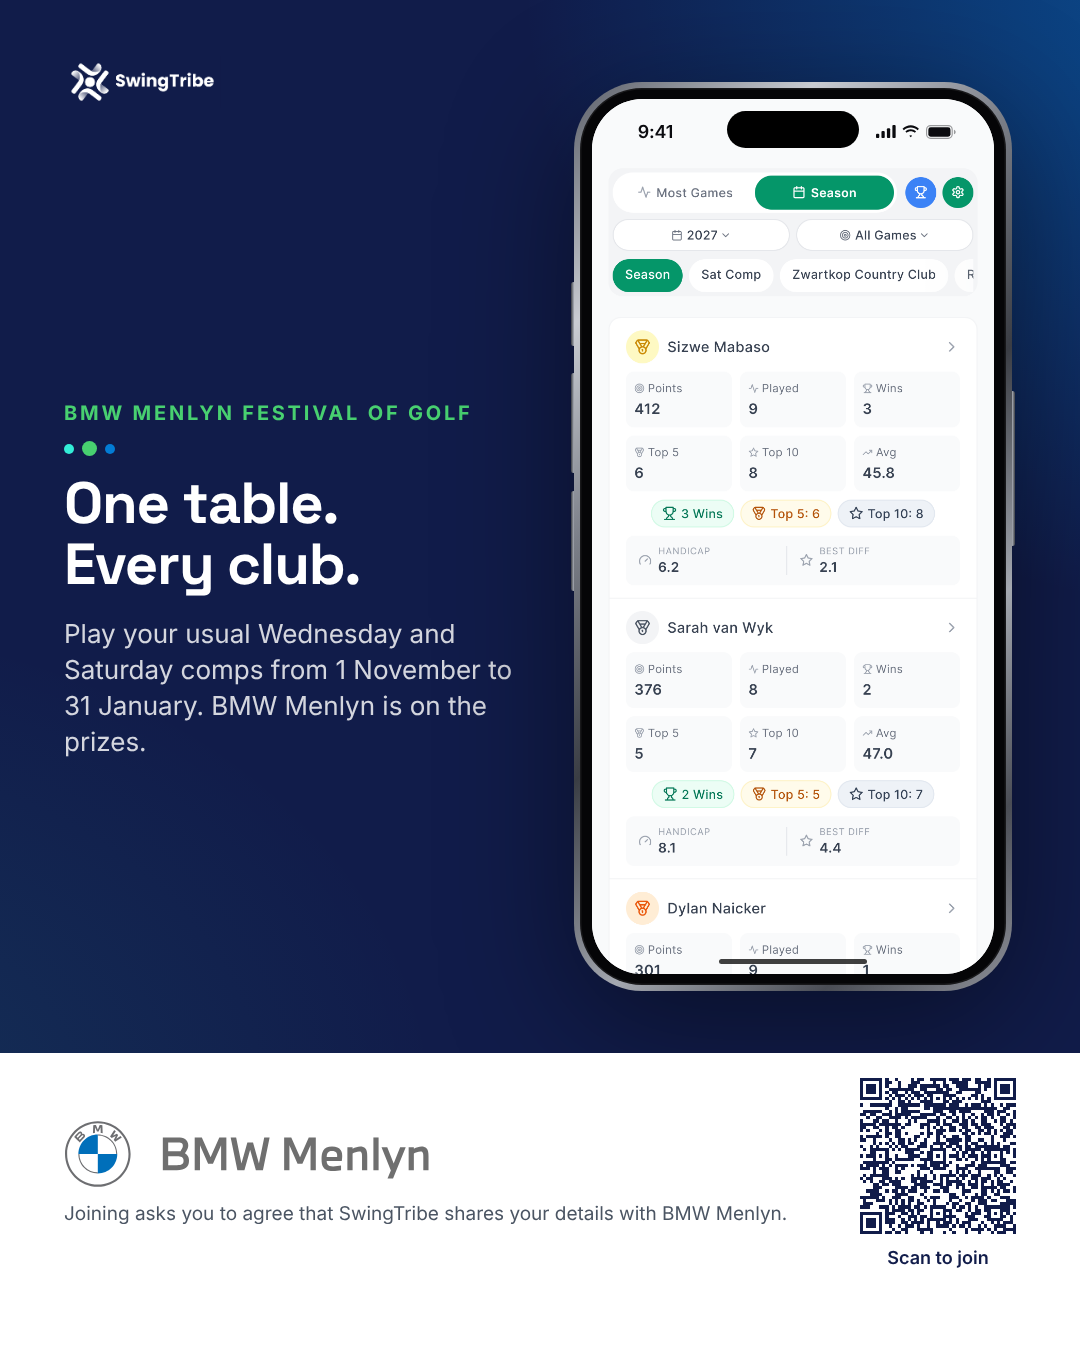 SwingTribe
BMW MENLYN FESTIVAL OF GOLF
One table.
Every club.
Play your usual Wednesday and
Saturday comps from 1 November to
31 January. BMW Menlyn is on the
prizes.
9:41
Most Games
Season
2027
All Games
Season
Sat Comp
Zwartkop Country Club
R
Sizwe Mabaso
Points
412
Played
9
Wins
3
Top 5
6
Top 10
8
Avg
45.8
3 Wins
Top 5: 6
Top 10: 8
HANDICAP
6.2
BEST DIFF
2.1
Sarah van Wyk
Points
376
Played
8
Wins
2
Top 5
5
Top 10
7
Avg
47.0
2 Wins
Top 5: 5
Top 10: 7
HANDICAP
8.1
BEST DIFF
4.4
Dylan Naicker
Points
301
Played
9
Wins
1
BMW
BMW Menlyn
Joining asks you to agree that SwingTribe shares your details with BMW Menlyn.
Scan to join